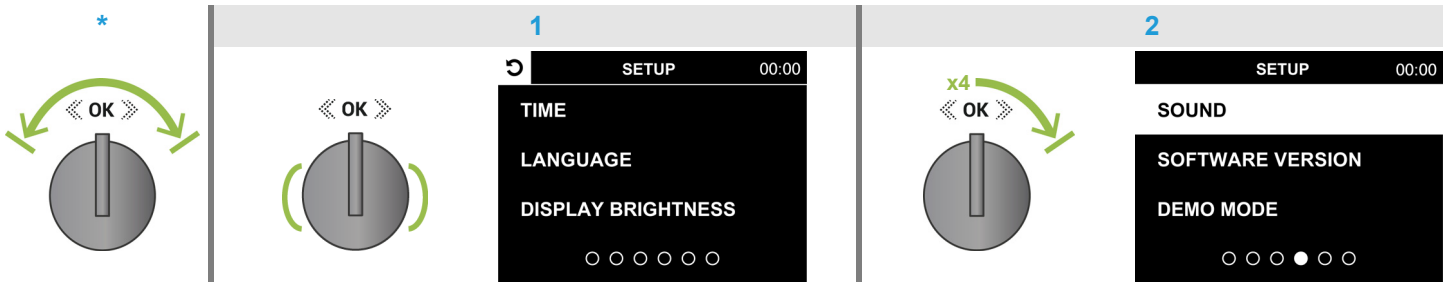 *
1
2
OK
OK
SETUP 00:00
TIME
LANGUAGE
DISPLAY BRIGHTNESS
x4
OK
SETUP 00:00
SOUND
SOFTWARE VERSION
DEMO MODE